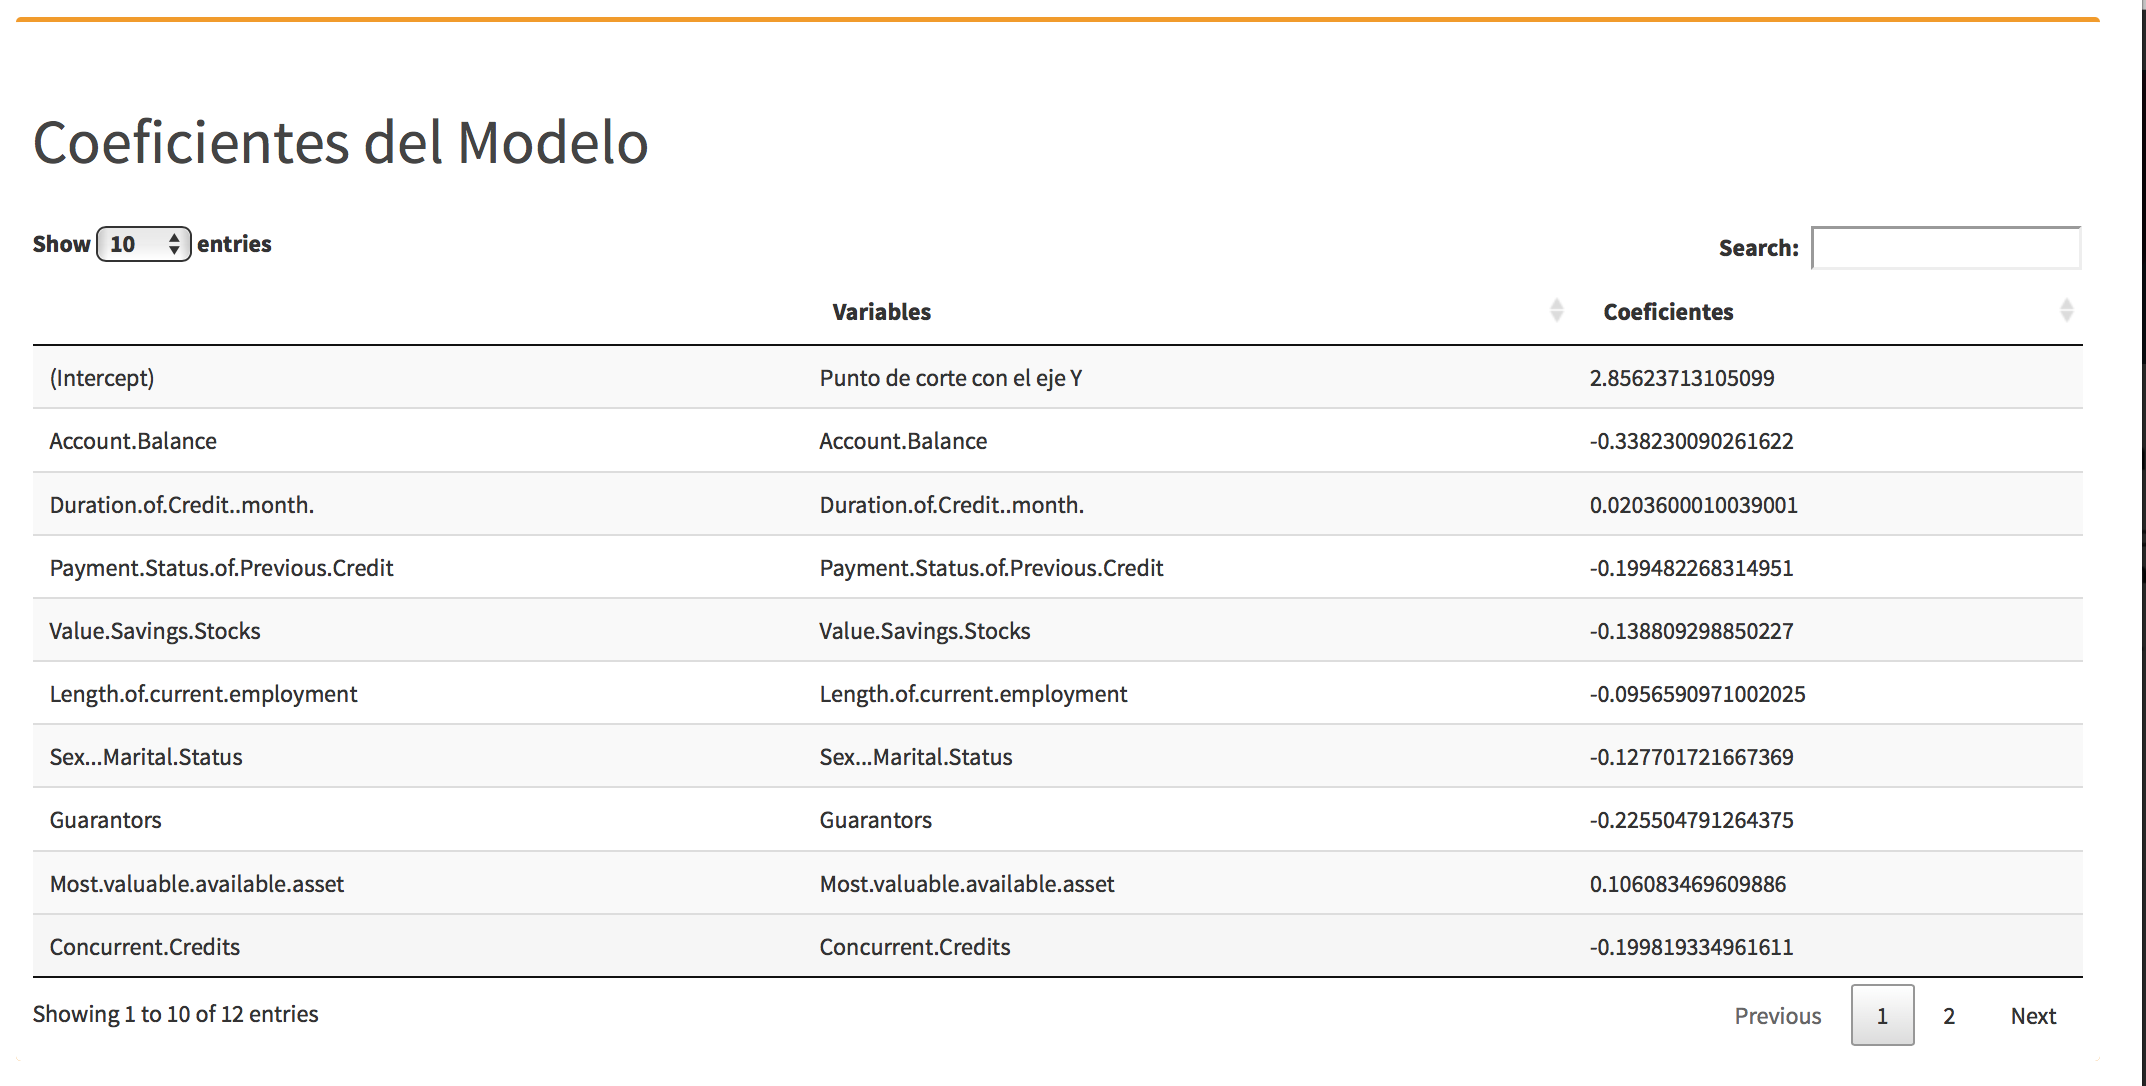 Coeficientes del Modelo
Show 10 entries Search:
Variables Coeficientes
(Intercept) Punto de corte con el eje Y 2.85623713105099
Account.Balance Account.Balance -0.338230090261622
Duration.of.Credit..month. Duration.of.Credit..month. 0.0203600010039001
Payment.Status.of.Previous.Credit Payment.Status.of.Previous.Credit -0.199482268314951
Value.Savings.Stocks Value.Savings.Stocks -0.138809298850227
Length.of.current.employment Length.of.current.employment -0.0956590971002025
Sex...Marital.Status Sex...Marital.Status -0.127701721667369
Guarantors Guarantors -0.225504791264375
Most.valuable.available.asset Most.valuable.available.asset 0.106083469609886
Concurrent.Credits Concurrent.Credits -0.199819334961611
Showing 1 to 10 of 12 entries Previous 1 2 Next